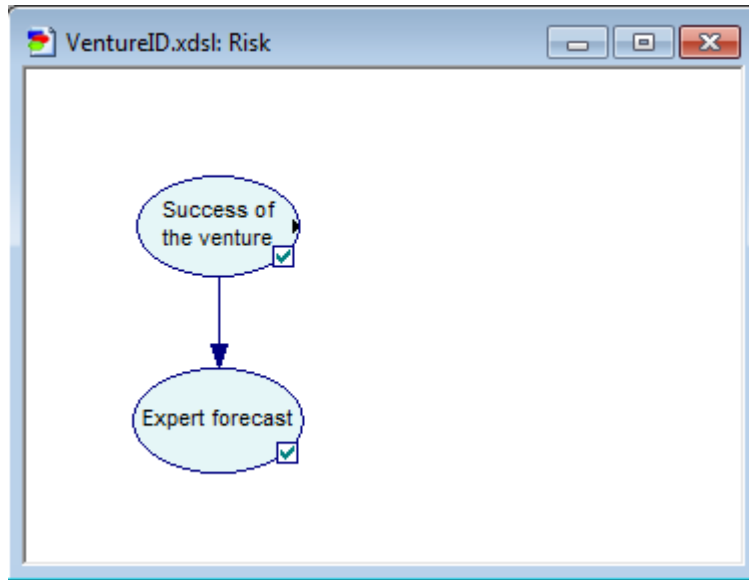 VentureID.xdsl: Risk
Success of
the venture
Expert forecast